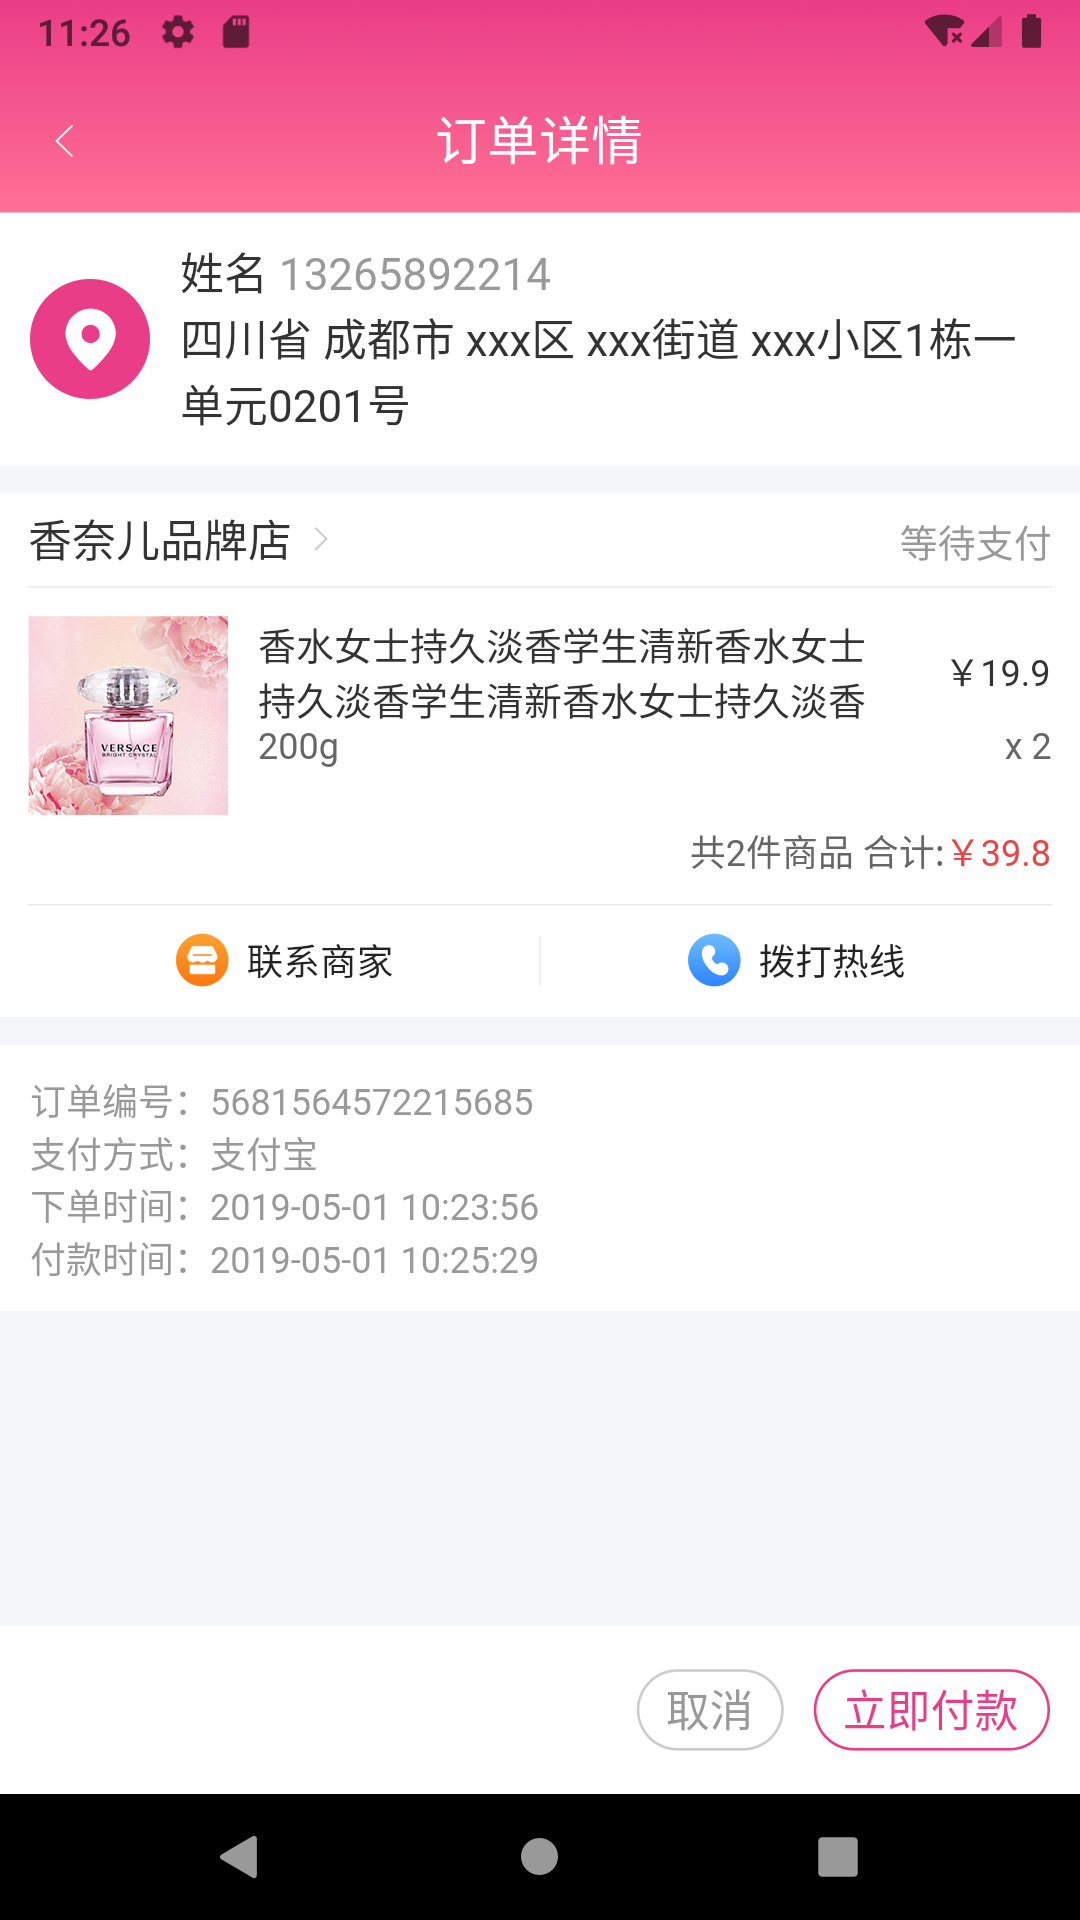 11:26
订单详情
姓名 13265892214
四川省 成都市 xxx区 xxx街道 xxx小区1栋一
单元0201号
香奈儿品牌店
等待支付
香水女士持久淡香学生清新香水女士
持久淡香学生清新香水女士持久淡香
¥19.9
200g
x 2
VERSACE
BRIGHT CRYSTAL
共2件商品 合计:¥39.8
联系商家
拨打热线
订单编号：5681564572215685
支付方式：支付宝
下单时间：2019-05-01 10:23:56
付款时间：2019-05-01 10:25:29
取消
立即付款